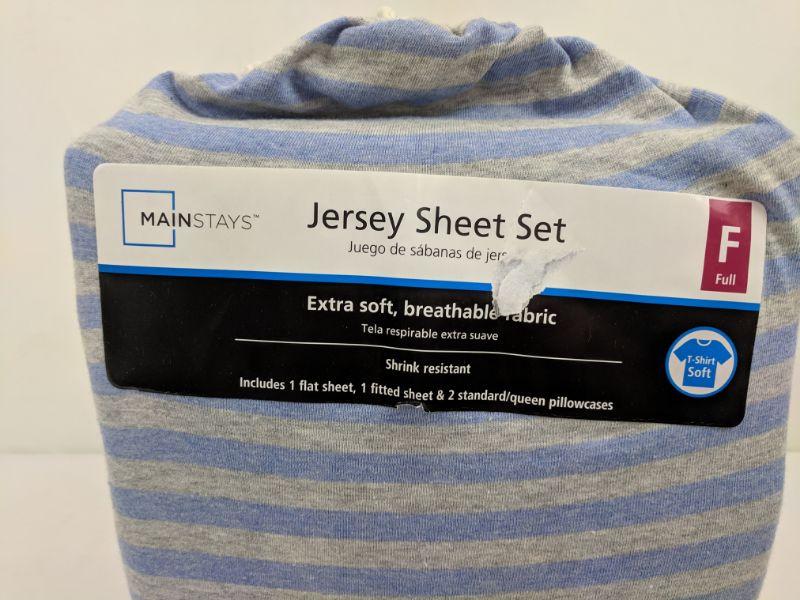 MAINSTAYS™
Jersey Sheet Set
Juego de sábanas de
F
Full
Extra soft, breathable fabric
Tela respirable extra suave
Shrink resistant
Includes 1 flat sheet, 1 fitted sheet & 2 standard/queen pillowcases
T-Shirt
Soft